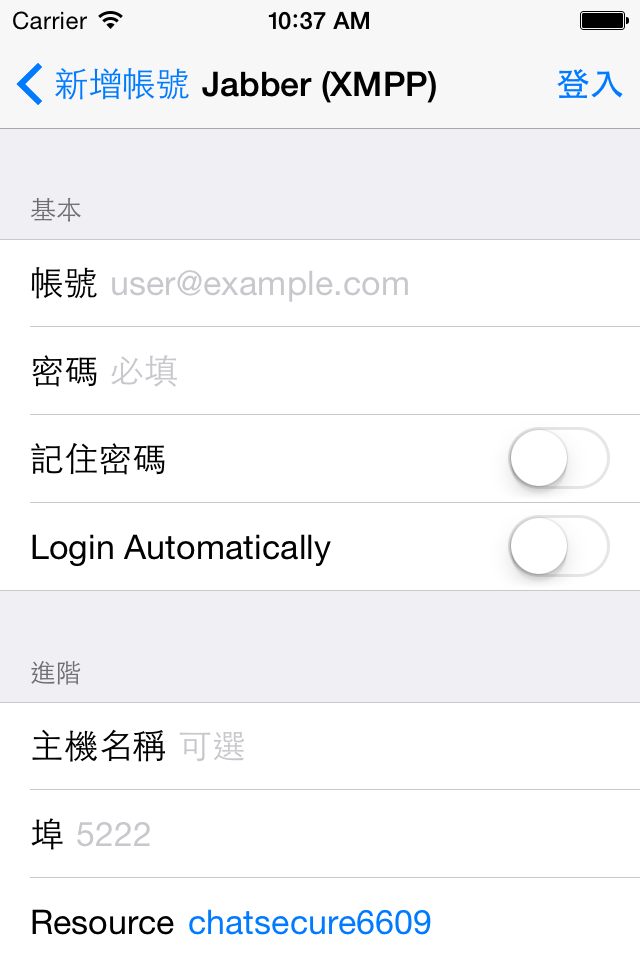 Carrier 10:37 AM
新增帳號 Jabber (XMPP) 登入
基本
帳號 user@example.com
密碼 必填
記住密碼
Login Automatically
進階
主機名稱 可選
埠 5222
Resource chatsecure6609